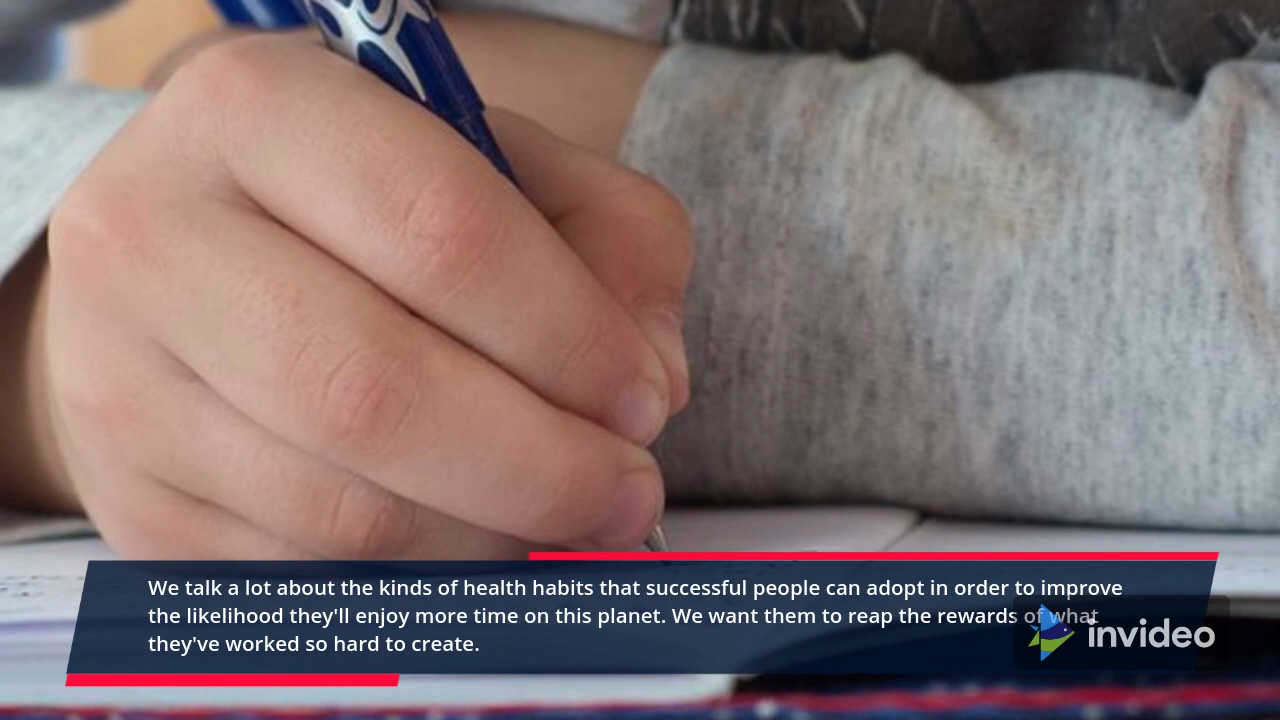 We talk a lot about the kinds of health habits that successful people can adopt in order to improve
the likelihood they'll enjoy more time on this planet. We want them to reap the rewards of what
they've worked so hard to create.
invideo